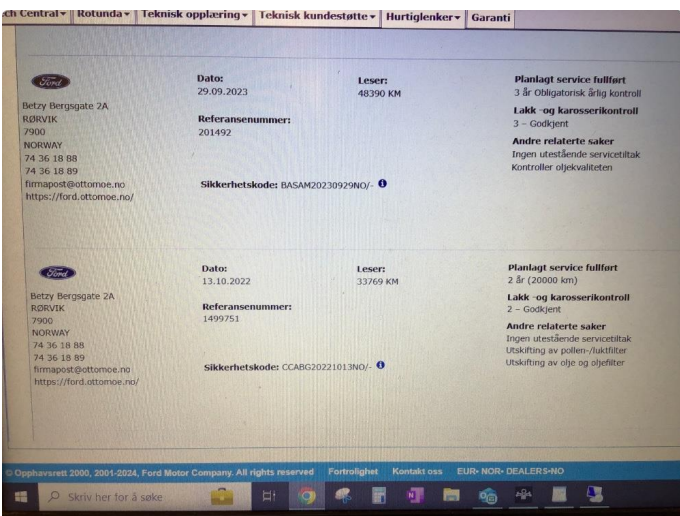 ch Central Rotunda Teknisk opplæring Teknisk kundestøtte Hurtiglenker Garanti
Ford
Betzy Bergsgate 2A
RØRVIK
7900
NORWAY
74 36 18 88
74 36 18 89
firmapost@ottomoe.no
https://ford.ottomoe.no/
Dato:
29.09.2023
Referansenummer:
201492
Sikkerhetskode: BASAM20230929NO/-
Leser:
48390 KM
Planlagt service fullført
3 år Obligatorisk årlig kontroll
Lakk -og karosserikontroll
3 – Godkjent
Andre relaterte saker
Ingen utestående servicetiltak
Kontroller oljekvaliteten
Ford
Betzy Bergsgate 2A
RØRVIK
7900
NORWAY
74 36 18 88
74 36 18 89
firmapost@ottomoe.no
https://ford.ottomoe.no/
Dato:
13.10.2022
Referansenummer:
1499751
Sikkerhetskode: CCABG20221013NO/-
Leser:
33769 KM
Planlagt service fullført
2 år (20000 km)
Lakk -og karosserikontroll
2 – Godkjent
Andre relaterte saker
Ingen utestående servicetiltak
Utskifting av pollen-/luktfilter
Utskifting av olje og oljefilter
© Opphavsrett 2000, 2001-2024, Ford Motor Company. All rights reserved Fortrolighet Kontakt oss EUR- NOR- DEALERS-NO
Skriv her for å søke